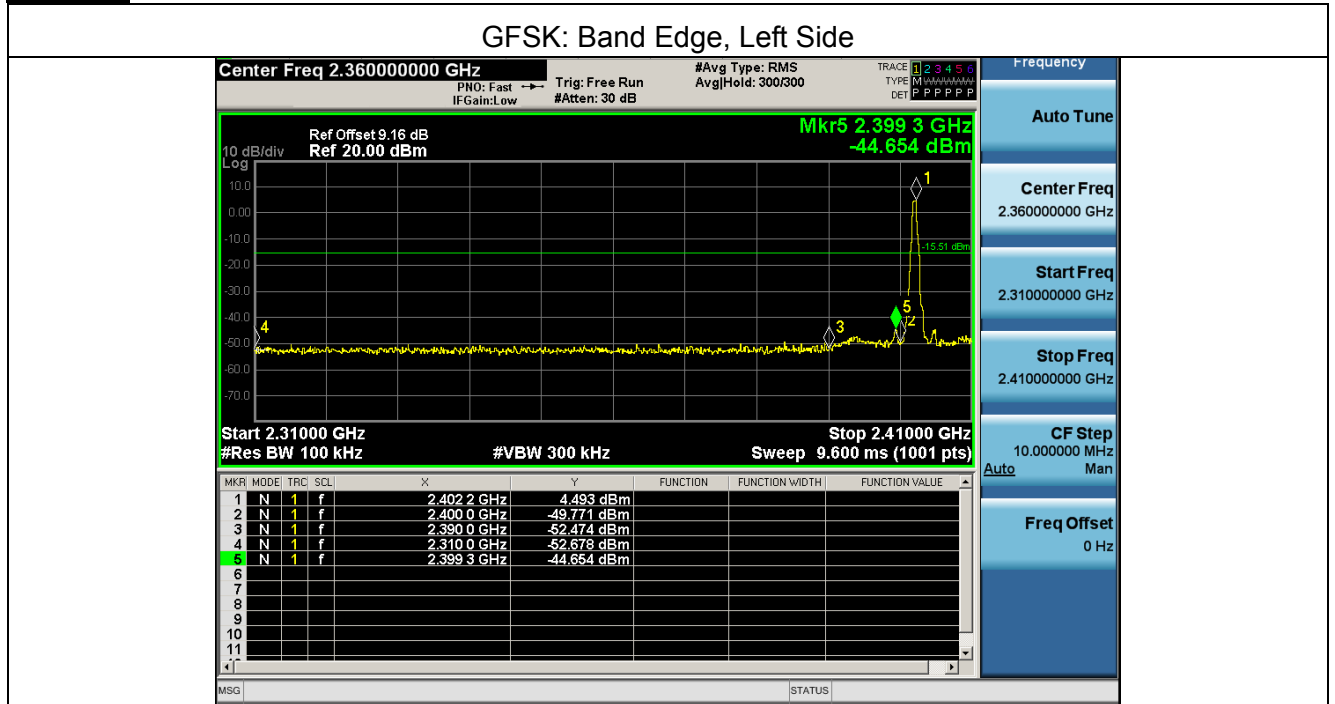 GFSK: Band Edge, Left Side
Center Freq 2.360000000 GHz
PNO: Fast
IFGain:Low
Trig: Free Run
#Atten: 30 dB
#Avg Type: RMS
Avg|Hold: 300/300
TRACE 1 2 3 4 5 6
TYPE M
DET P P P P P P
Frequency
Ref Offset 9.16 dB
10 dB/div Ref 20.00 dBm
Log
Mkr5 2.399 3 GHz
-44.654 dBm
10.0
0.00
-10.0
-20.0
-30.0
-40.0
-50.0
-60.0
-70.0
1
-15.51 dBm
5
2
3
4
Start 2.31000 GHz
Stop 2.41000 GHz
#Res BW 100 kHz
#VBW 300 kHz
Sweep 9.600 ms (1001 pts)
MKR MODE TRC SCL X Y FUNCTION FUNCTION WIDTH FUNCTION VALUE
1 N 1 f 2.402 2 GHz 4.493 dBm
2 N 1 f 2.400 0 GHz -49.771 dBm
3 N 1 f 2.390 0 GHz -52.474 dBm
4 N 1 f 2.310 0 GHz -52.678 dBm
5 N 1 f 2.399 3 GHz -44.654 dBm
6
7
8
9
10
11
MSG
STATUS
Auto Tune
Center Freq
2.360000000 GHz
Start Freq
2.310000000 GHz
Stop Freq
2.410000000 GHz
CF Step
10.000000 MHz
Auto Man
Freq Offset
0 Hz